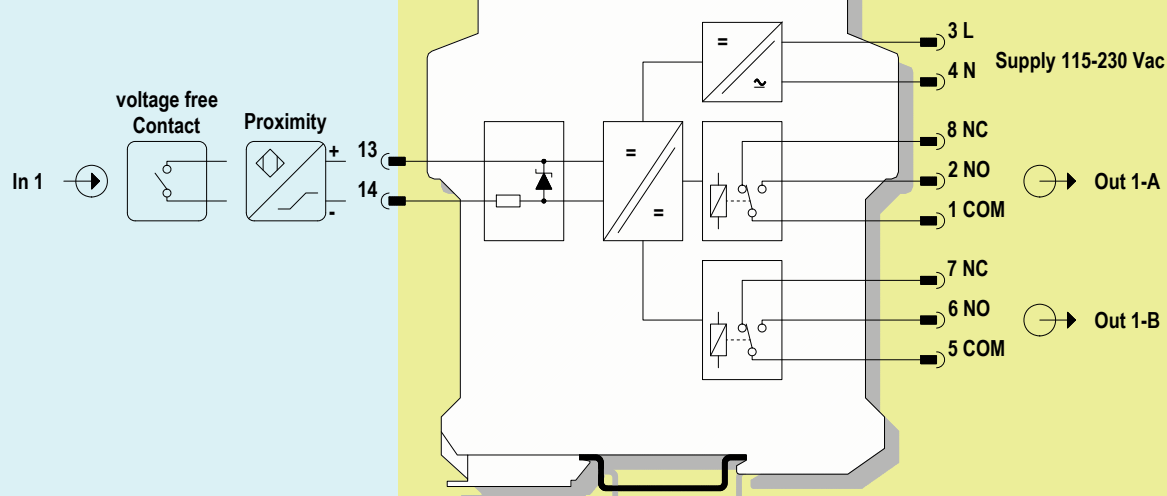 voltage free
Contact
Proximity
In 1
+ 13
- 14
3 L
4 N
Supply 115-230 Vac
8 NC
2 NO
1 COM
Out 1-A
7 NC
6 NO
5 COM
Out 1-B